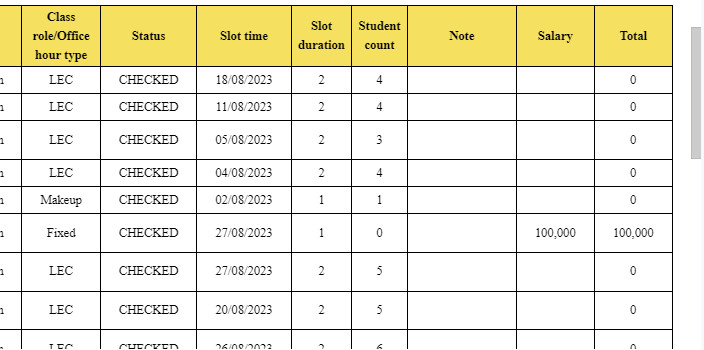 Class role/Office hour type Status Slot time Slot duration Student count Note Salary Total
LEC CHECKED 18/08/2023 2 4 0
LEC CHECKED 11/08/2023 2 4 0
LEC CHECKED 05/08/2023 2 3 0
LEC CHECKED 04/08/2023 2 4 0
Makeup CHECKED 02/08/2023 1 1 0
Fixed CHECKED 27/08/2023 1 0 100,000 100,000
LEC CHECKED 27/08/2023 2 5 0
LEC CHECKED 20/08/2023 2 5 0
LEC CHECKED 26/08/2023 2 6 0